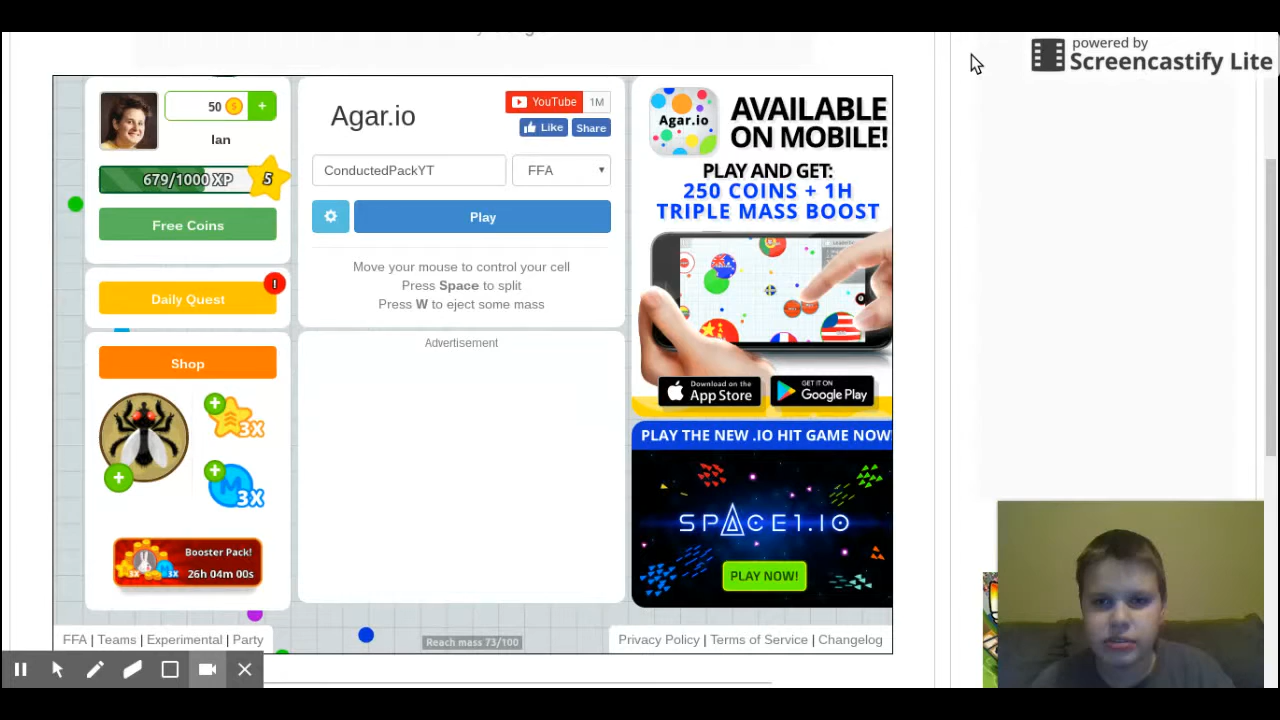 powered by
Screencastify Lite
50
+
Ian
679/1000 XP
5
Free Coins
Daily Quest
!
Shop
+
+
3X
+
M
3X
Booster Pack!
3X
3X
26h 04m 00s
Agar.io
YouTube
1M
Like
Share
ConductedPackYT
FFA
Play
Move your mouse to control your cell
Press Space to split
Press W to eject some mass
Advertisement
Agar.io
AVAILABLE
ON MOBILE!
PLAY AND GET:
250 COINS + 1H
TRIPLE MASS BOOST
Download on the
App Store
GET IT ON
Google Play
PLAY THE NEW .IO HIT GAME NOW
SPACE1.IO
PLAY NOW!
FFA | Teams | Experimental | Party
Reach mass 73/100
Privacy Policy | Terms of Service | Changelog